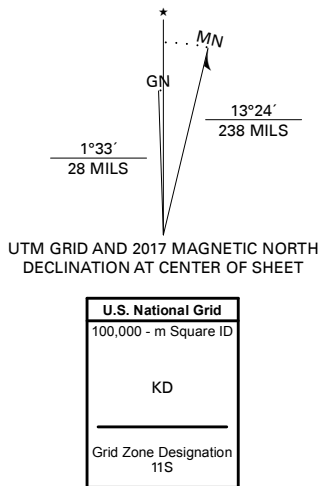 ★
MN
GN
13°24´
238 MILS
1°33´
28 MILS
UTM GRID AND 2017 MAGNETIC NORTH
DECLINATION AT CENTER OF SHEET
U.S. National Grid
100,000 - m Square ID
KD
Grid Zone Designation
11S